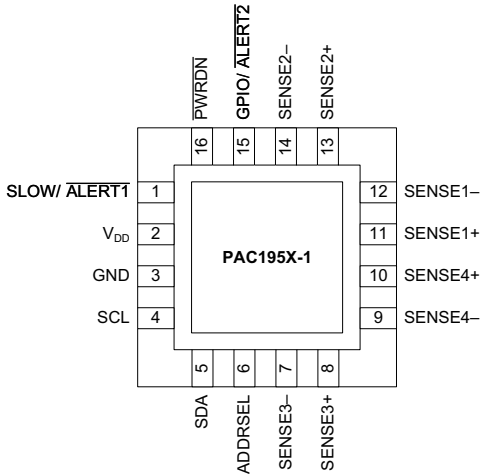 PWRDN
GPIO/ ALERT2
SENSE2–
SENSE2+
16
15
14
13
SLOW/ ALERT1
1
12
SENSE1–
VDD
2
11
SENSE1+
PAC195X-1
GND
3
10
SENSE4+
SCL
4
9
SENSE4–
5
6
7
8
SDA
ADDRSEL
SENSE3–
SENSE3+